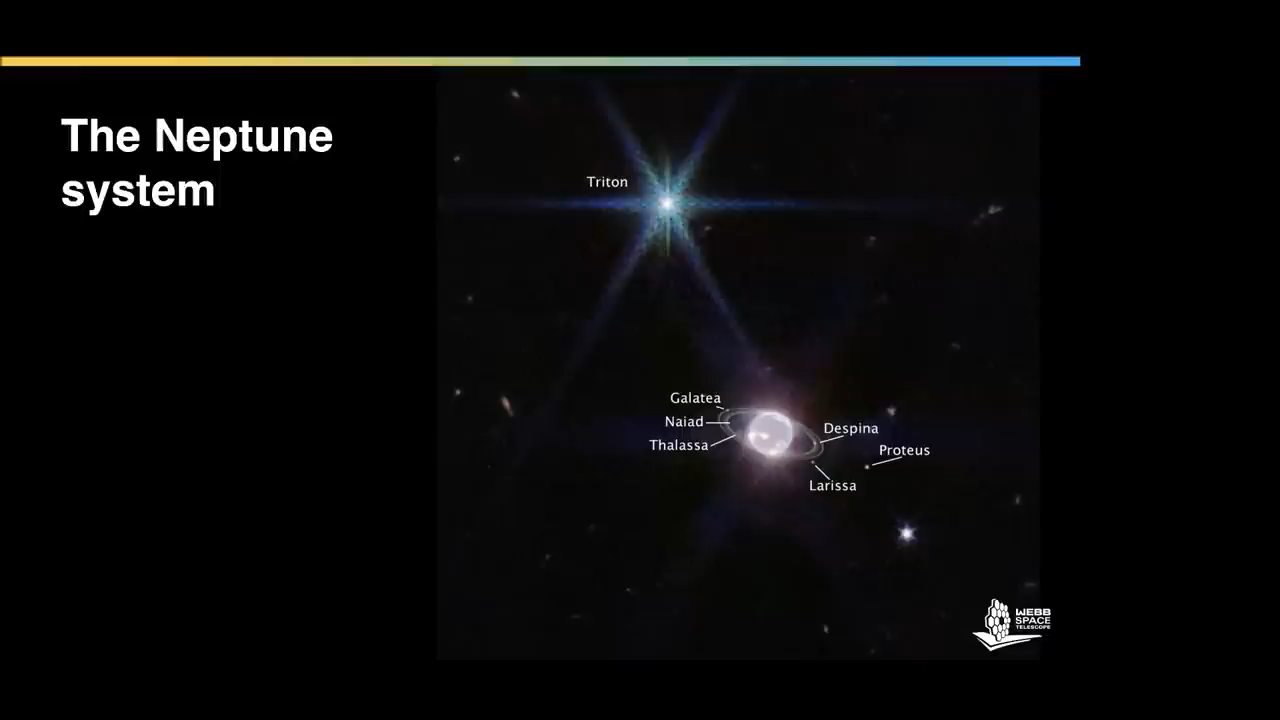 The Neptune
system
Triton
Galatea
Naiad
Thalassa
Despina
Proteus
Larissa
WEBB
SPACE
TELESCOPE